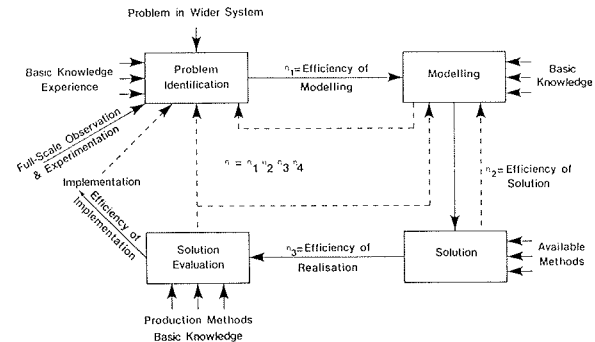 Problem in Wider System
Basic Knowledge
Experience
Problem
Identification
η1=Efficiency of
Modelling
Modelling
Basic
Knowledge
Full-Scale Observation
& Experimentation
Implementation
η = η1 η2 η3 η4
η2=Efficiency of
Solution
Efficiency of
Implementation
Solution
Evaluation
η3=Efficiency of
Realisation
Solution
Available
Methods
Production Methods
Basic Knowledge